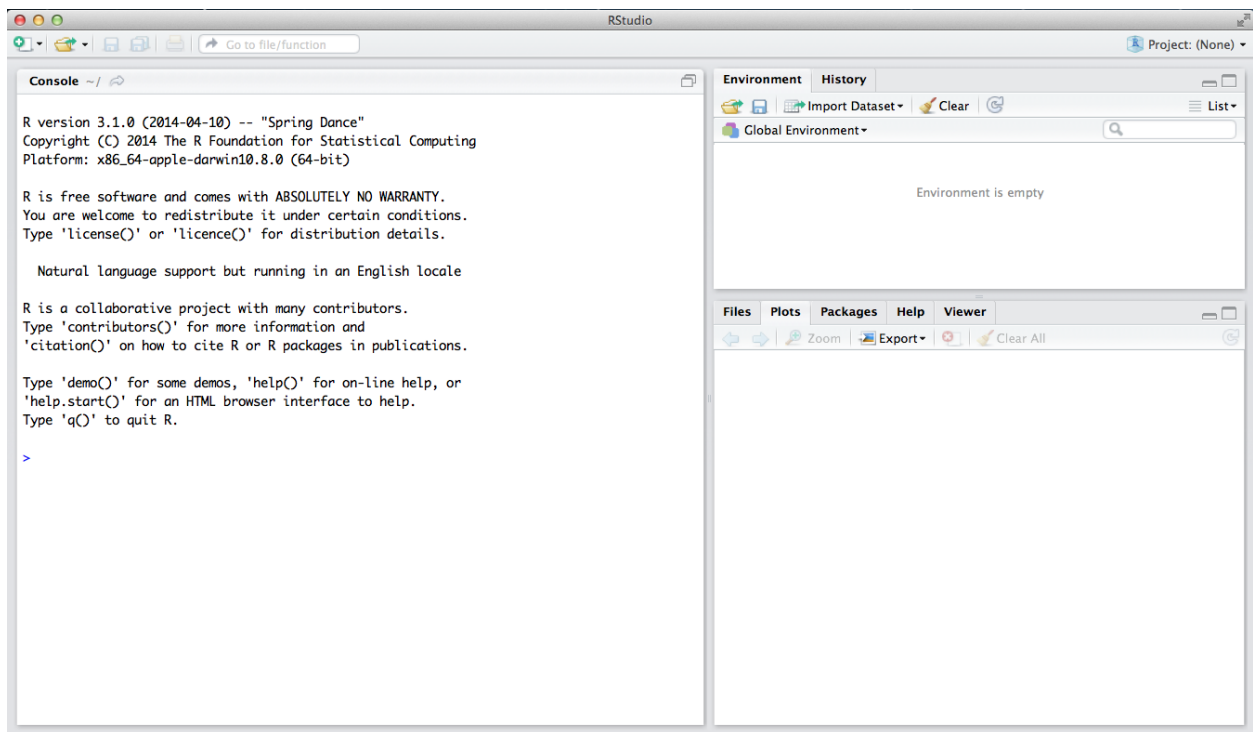 RStudio
Go to file/function
Project: (None)
Console ~/
R version 3.1.0 (2014-04-10) -- "Spring Dance"
Copyright (C) 2014 The R Foundation for Statistical Computing
Platform: x86_64-apple-darwin10.8.0 (64-bit)
R is free software and comes with ABSOLUTELY NO WARRANTY.
You are welcome to redistribute it under certain conditions.
Type 'license()' or 'licence()' for distribution details.
Natural language support but running in an English locale
R is a collaborative project with many contributors.
Type 'contributors()' for more information and
'citation()' on how to cite R or R packages in publications.
Type 'demo()' for some demos, 'help()' for on-line help, or
'help.start()' for an HTML browser interface to help.
Type 'q()' to quit R.
>
Environment History
Import Dataset Clear List
Global Environment
Environment is empty
Files Plots Packages Help Viewer
Zoom Export Clear All